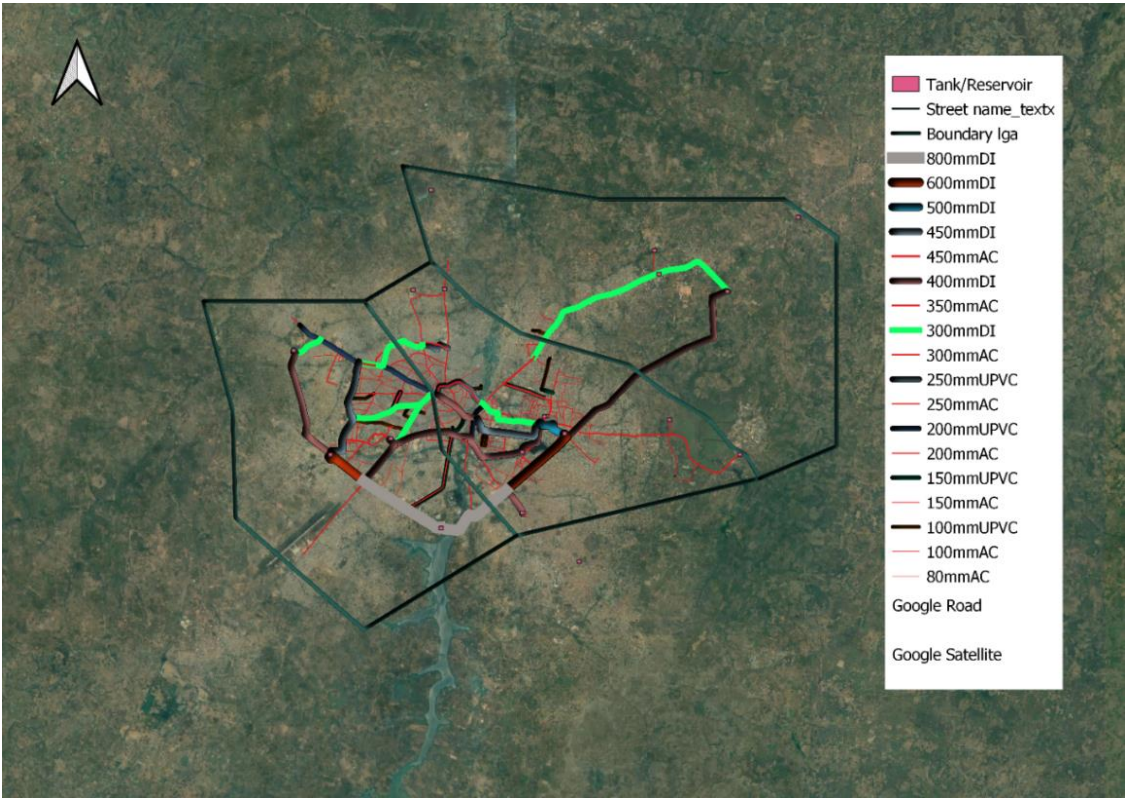 Tank/Reservoir
Street name_textx
Boundary lga
800mmDI
600mmDI
500mmDI
450mmDI
450mmAC
400mmDI
350mmAC
300mmDI
300mmAC
250mmUPVC
250mmAC
200mmUPVC
200mmAC
150mmUPVC
150mmAC
100mmUPVC
100mmAC
80mmAC
Google Road
Google Satellite